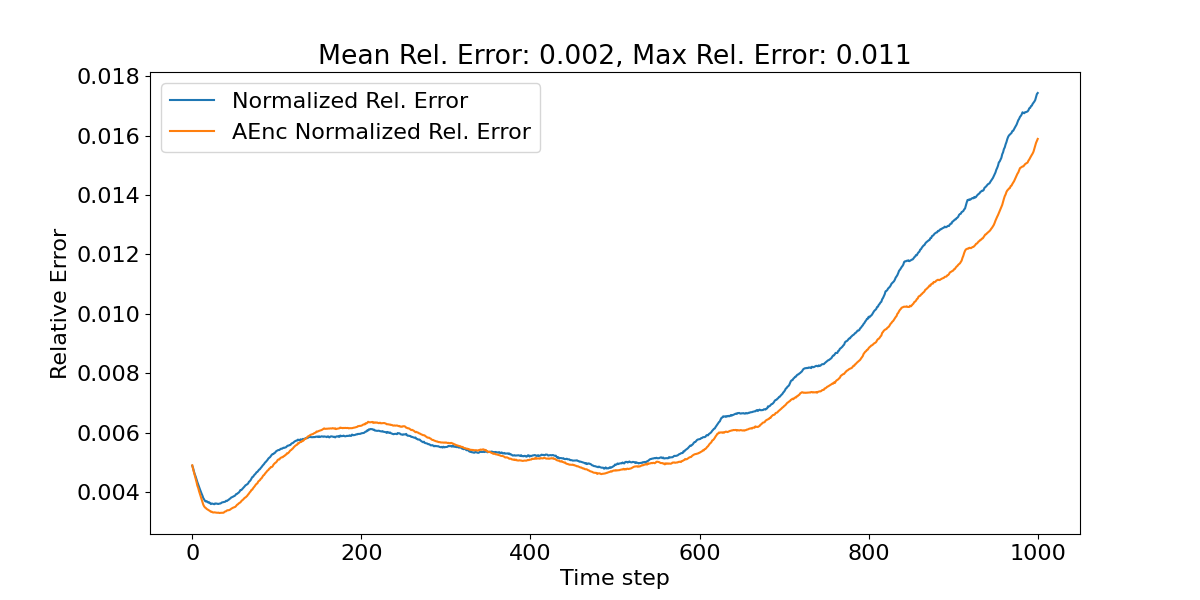 Mean Rel. Error: 0.002, Max Rel. Error: 0.011
Normalized Rel. Error
AEnc Normalized Rel. Error
Relative Error
0.018
0.016
0.014
0.012
0.010
0.008
0.006
0.004
0 200 400 600 800 1000
Time step